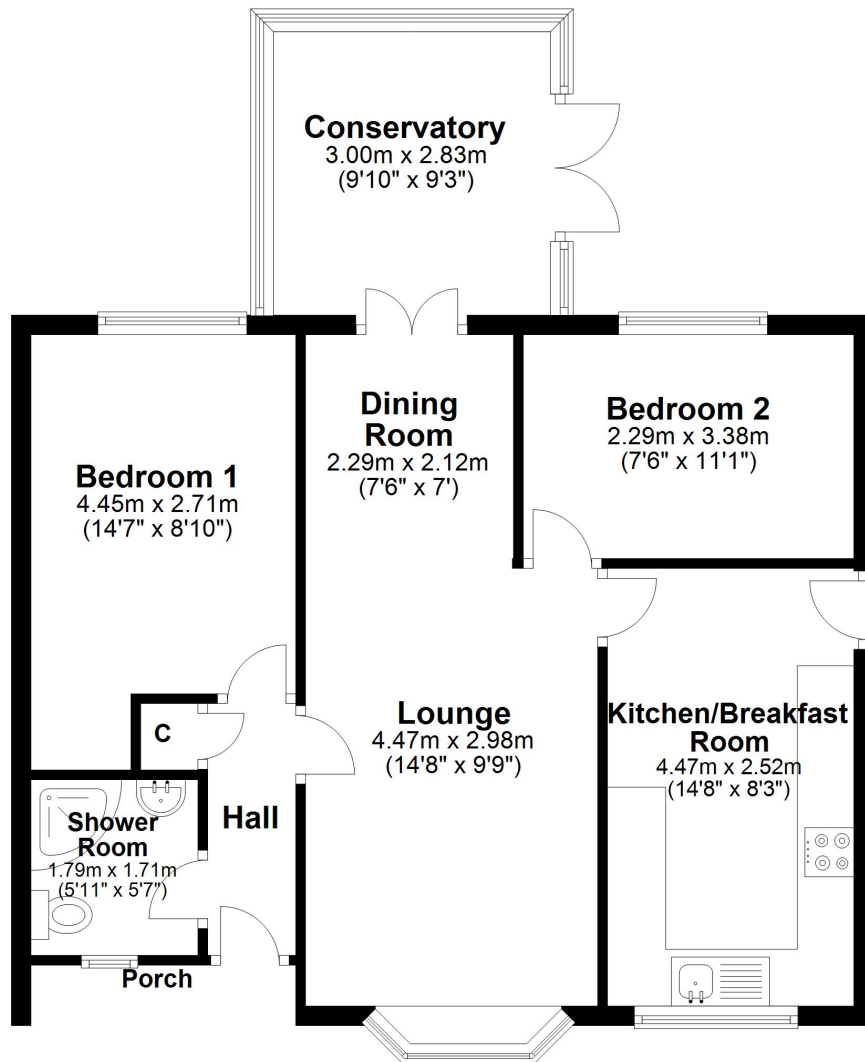 Conservatory
3.00m x 2.83m
(9'10" x 9'3")
Dining
Room
2.29m x 2.12m
(7'6" x 7')
Bedroom 2
2.29m x 3.38m
(7'6" x 11'1")
Bedroom 1
4.45m x 2.71m
(14'7" x 8'10")
C
Lounge
4.47m x 2.98m
(14'8" x 9'9")
Kitchen/Breakfast
Room
4.47m x 2.52m
(14'8" x 8'3")
Hall
Shower
Room
1.79m x 1.71m
(5'11" x 5'7")
Porch